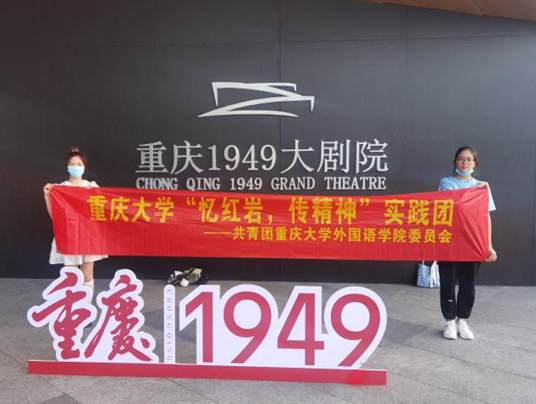 重庆1949大剧院
CHONG QING 1949 GRAND THEATRE
重庆大学“忆红岩，传精神”实践团
——共青团重庆大学外国语学院委员会
重庆
CHONGQING
1949